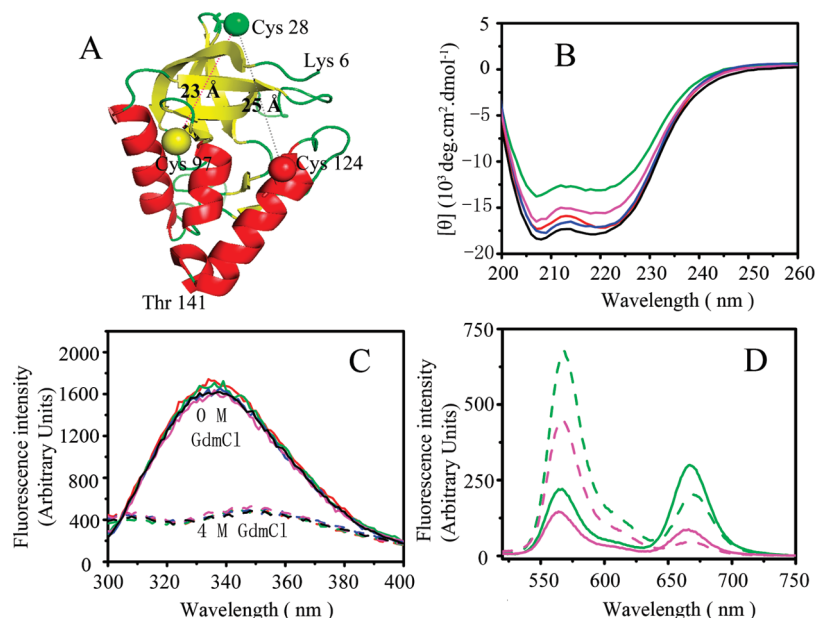 A
Cys 28
Lys 6
23 Å
25 Å
Cys 97
Cys 124
Thr 141
B
[θ] (10³ deg.cm².dmol⁻¹)
5
0
−5
−10
−15
−20
200 210 220 230 240 250 260
Wavelength ( nm )
C
Fluorescence intensity
(Arbitrary Units)
2000
1600
1200
800
400
0
0 M
GdmCl
4 M GdmCl
300 320 340 360 380 400
Wavelength ( nm )
D
Fluorescence intensity
(Arbitrary Units)
750
500
250
0
550 600 650 700 750
Wavelength ( nm )